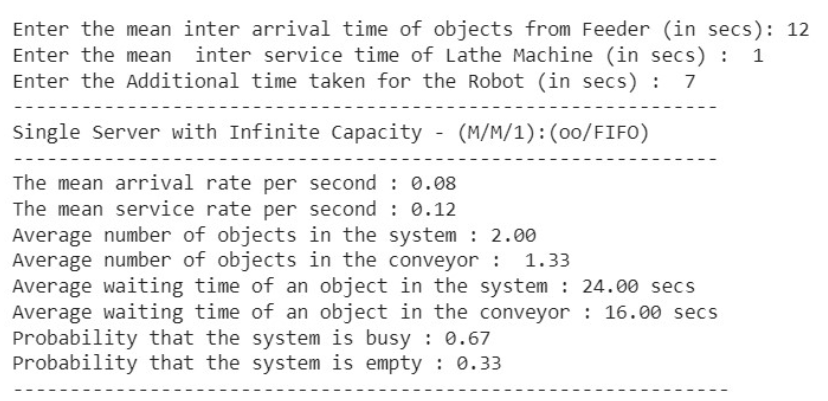 Enter the mean inter arrival time of objects from Feeder (in secs): 12
Enter the mean  inter service time of Lathe Machine (in secs) :  1
Enter the Additional time taken for the Robot (in secs) :  7
--------------------------------------------------------------
Single Server with Infinite Capacity - (M/M/1):(oo/FIFO)
--------------------------------------------------------------
The mean arrival rate per second : 0.08
The mean service rate per second : 0.12
Average number of objects in the system : 2.00
Average number of objects in the conveyor :  1.33
Average waiting time of an object in the system : 24.00 secs
Average waiting time of an object in the conveyor : 16.00 secs
Probability that the system is busy : 0.67
Probability that the system is empty : 0.33
---------------------------------------------------------------